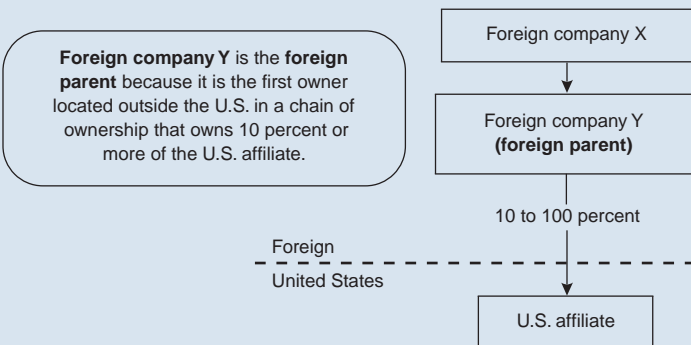 Foreign company Y is the foreign
parent because it is the first owner
located outside the U.S. in a chain of
ownership that owns 10 percent or
more of the U.S. affiliate.
Foreign company X
Foreign company Y
(foreign parent)
10 to 100 percent
Foreign
United States
U.S. affiliate